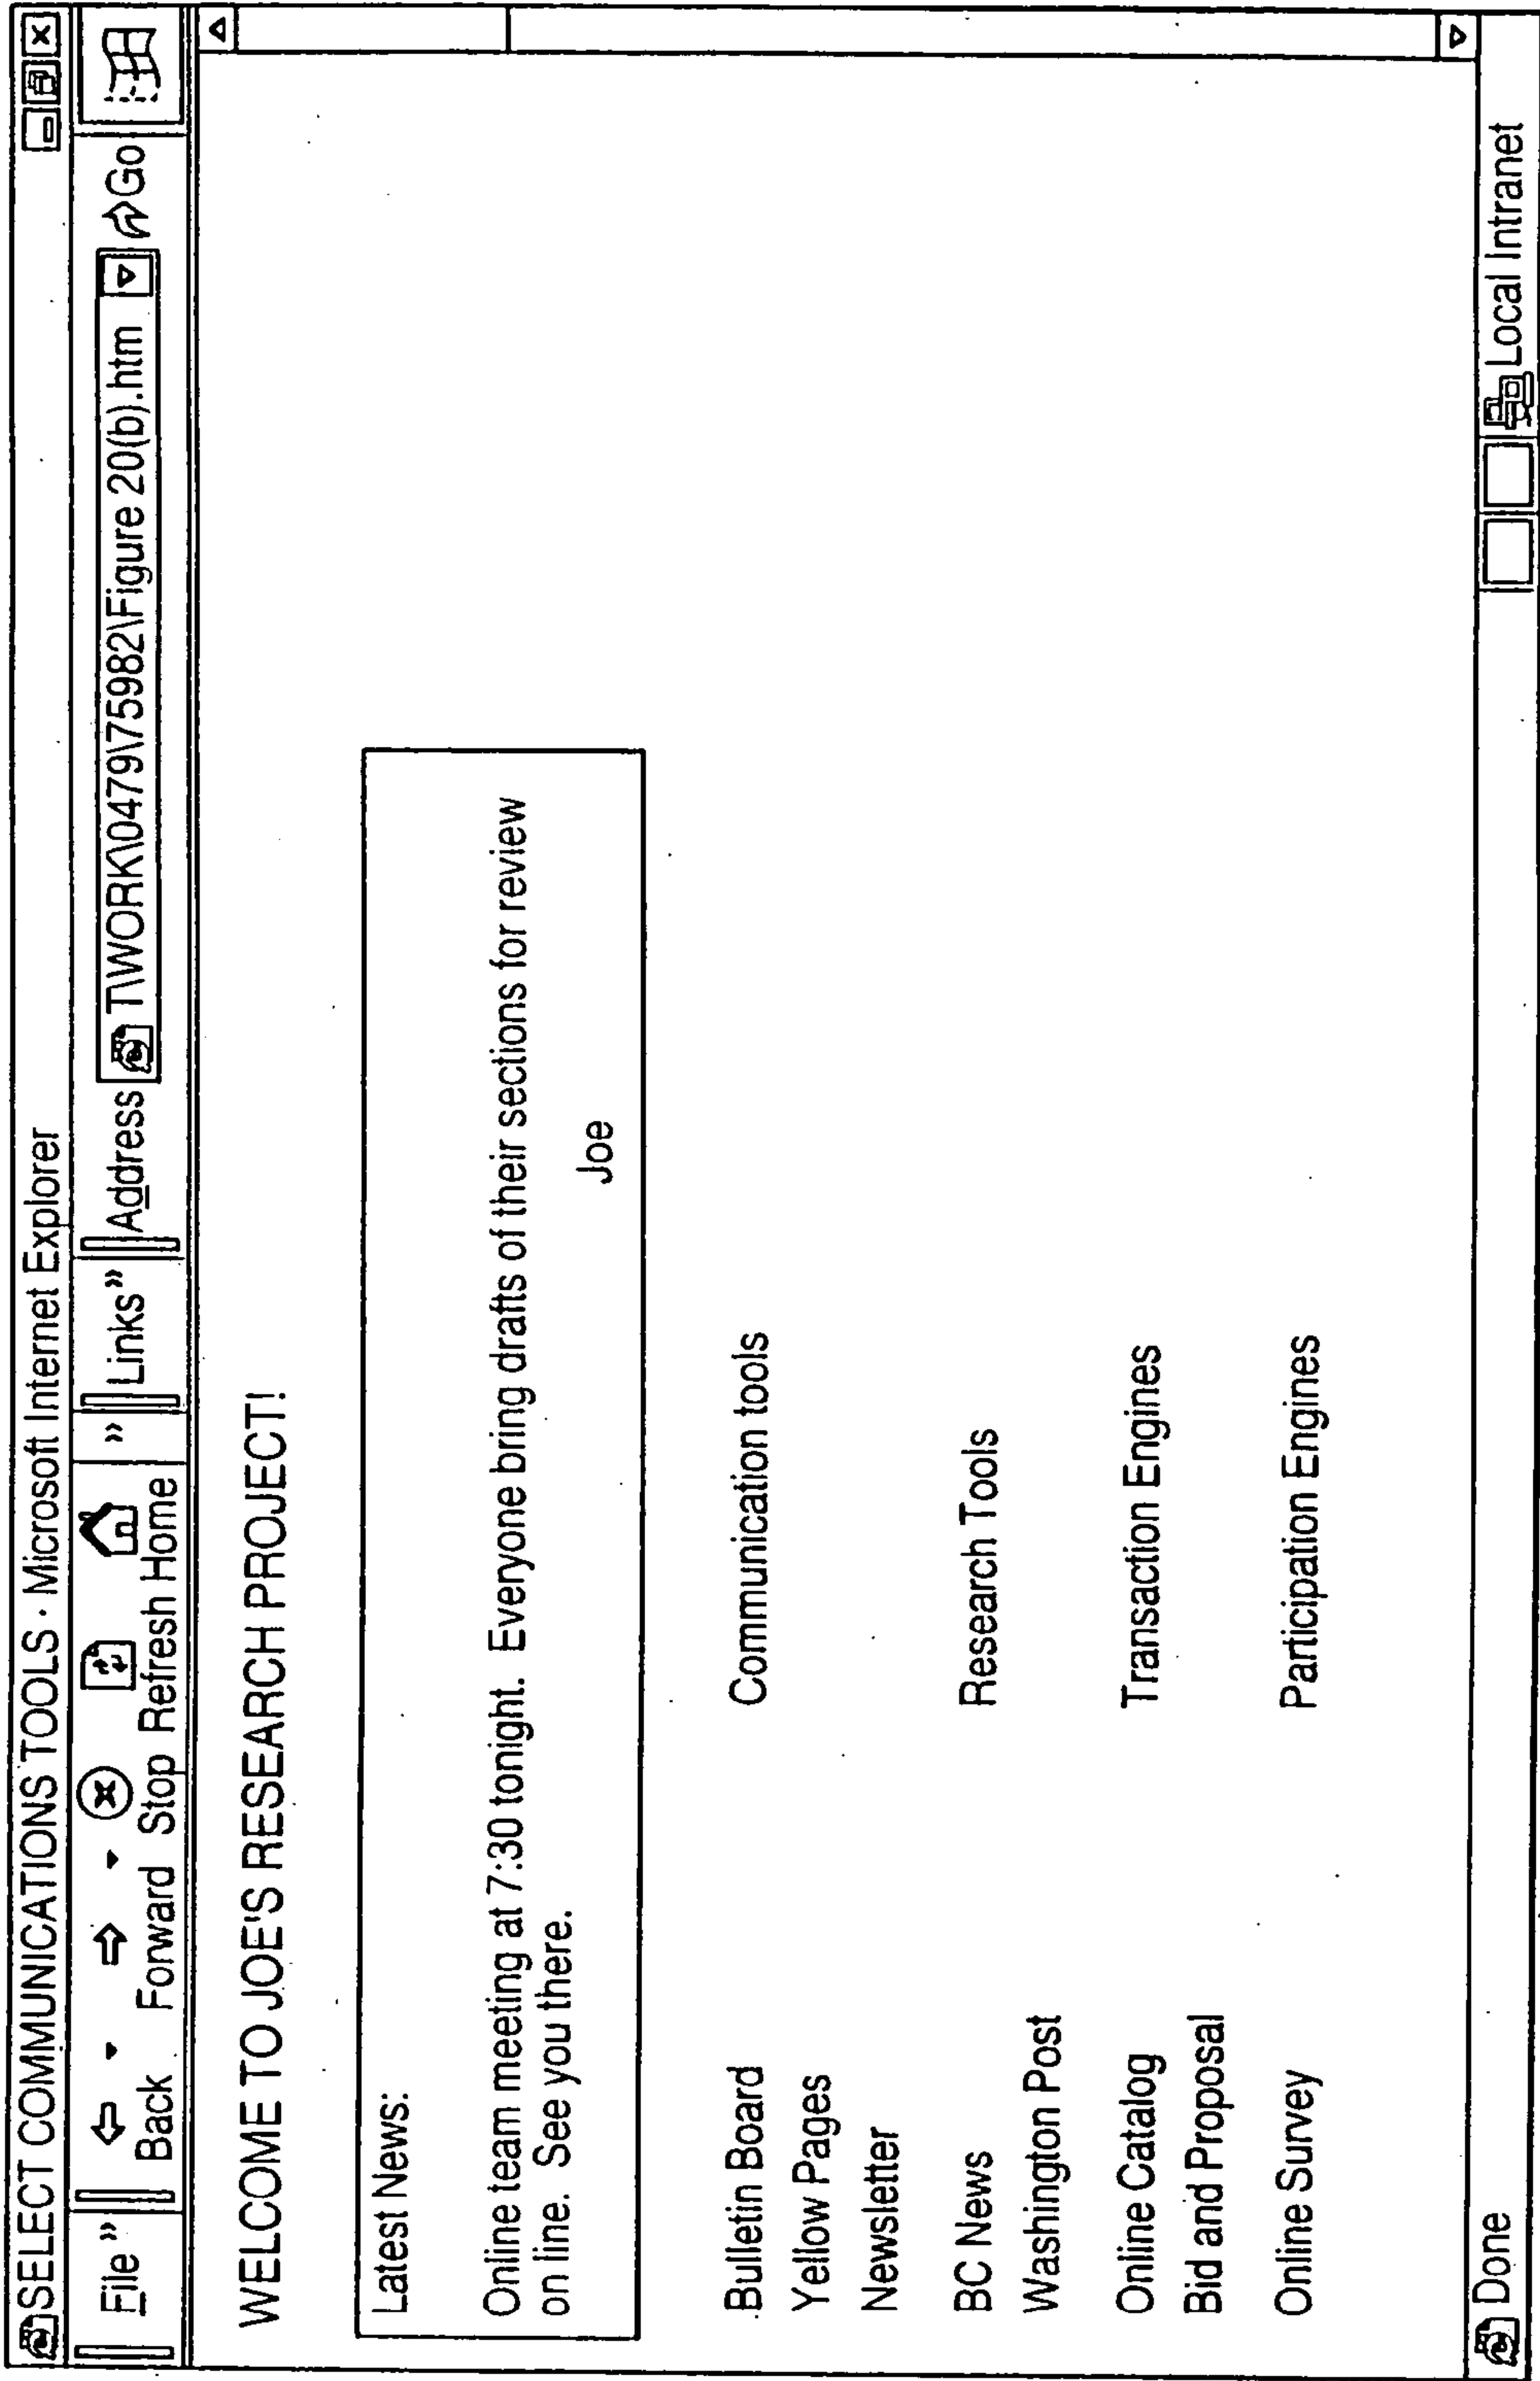 SELECT COMMUNICATIONS TOOLS · Microsoft Internet Explorer
File » Back Forward Stop Refresh Home » Links » Address T\WORK\0479\75982\Figure 20(b).htm Go
WELCOME TO JOE'S RESEARCH PROJECT!
Latest News:
Online team meeting at 7:30 tonight. Everyone bring drafts of their sections for review
on line. See you there.
Joe
Bulletin Board Communication tools
Yellow Pages
Newsletter
BC News Research Tools
Washington Post
Online Catalog Transaction Engines
Bid and Proposal
Online Survey Participation Engines
Done Local Intranet